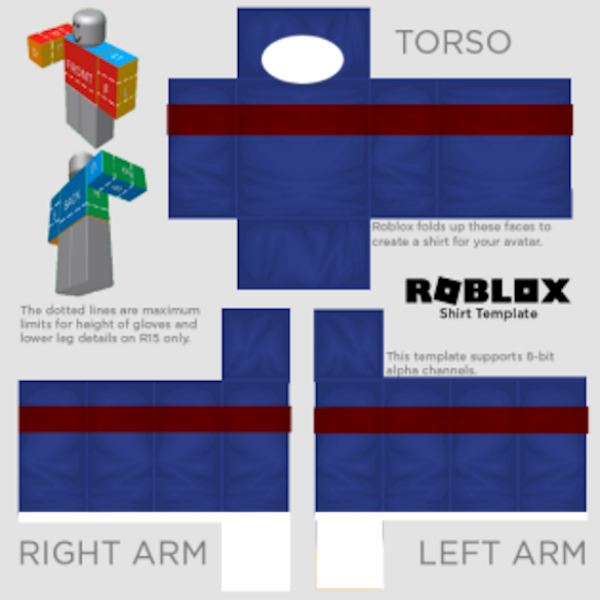 TORSO
FRONT
F
L
BACK
Roblox folds up these faces to
create a shirt for your avatar.
ROBLOX
Shirt Template
The dotted lines are maximum
limits for height of gloves and
lower leg details on R15 only.
This template supports 8-bit
alpha channels.
RIGHT ARM
LEFT ARM